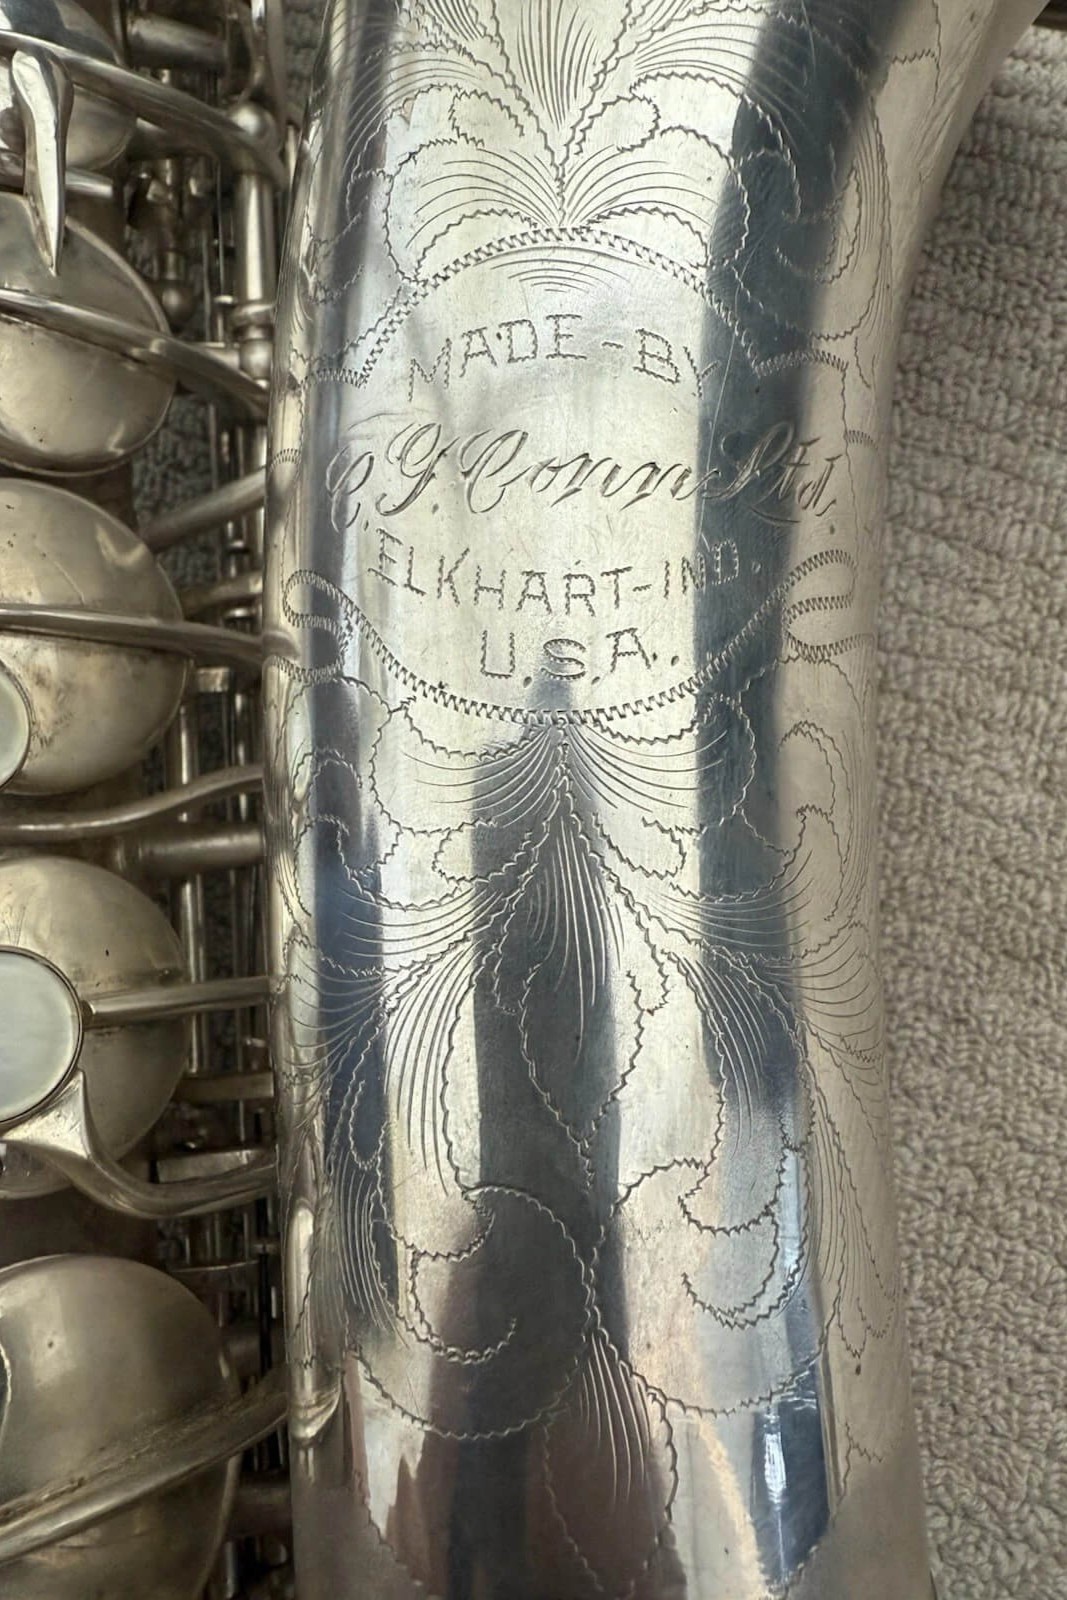 MADE-BY
C.G. Conn Ltd
ELKHART-IND.
U.S.A.